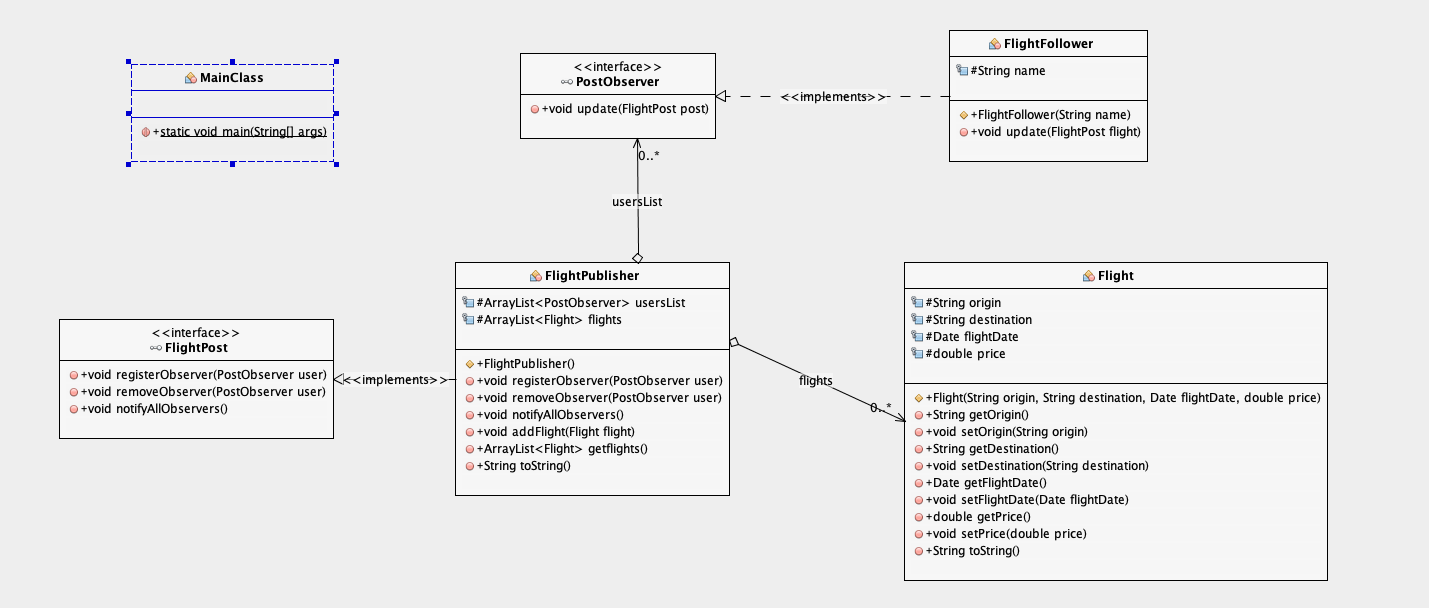 MainClass
+static void main(String[] args)
<<interface>>
PostObserver
+void update(FlightPost post)
<<implements>>
FlightFollower
#String name
+FlightFollower(String name)
+void update(FlightPost flight)
0..*
usersList
<<interface>>
FlightPost
+void registerObserver(PostObserver user)
+void removeObserver(PostObserver user)
+void notifyAllObservers()
<<implements>>
FlightPublisher
#ArrayList<PostObserver> usersList
#ArrayList<Flight> flights
+FlightPublisher()
+void registerObserver(PostObserver user)
+void removeObserver(PostObserver user)
+void notifyAllObservers()
+void addFlight(Flight flight)
+ArrayList<Flight> getflights()
+String toString()
flights
0..*
Flight
#String origin
#String destination
#Date flightDate
#double price
+Flight(String origin, String destination, Date flightDate, double price)
+String getOrigin()
+void setOrigin(String origin)
+String getDestination()
+void setDestination(String destination)
+Date getFlightDate()
+void setFlightDate(Date flightDate)
+double getPrice()
+void setPrice(double price)
+String toString()